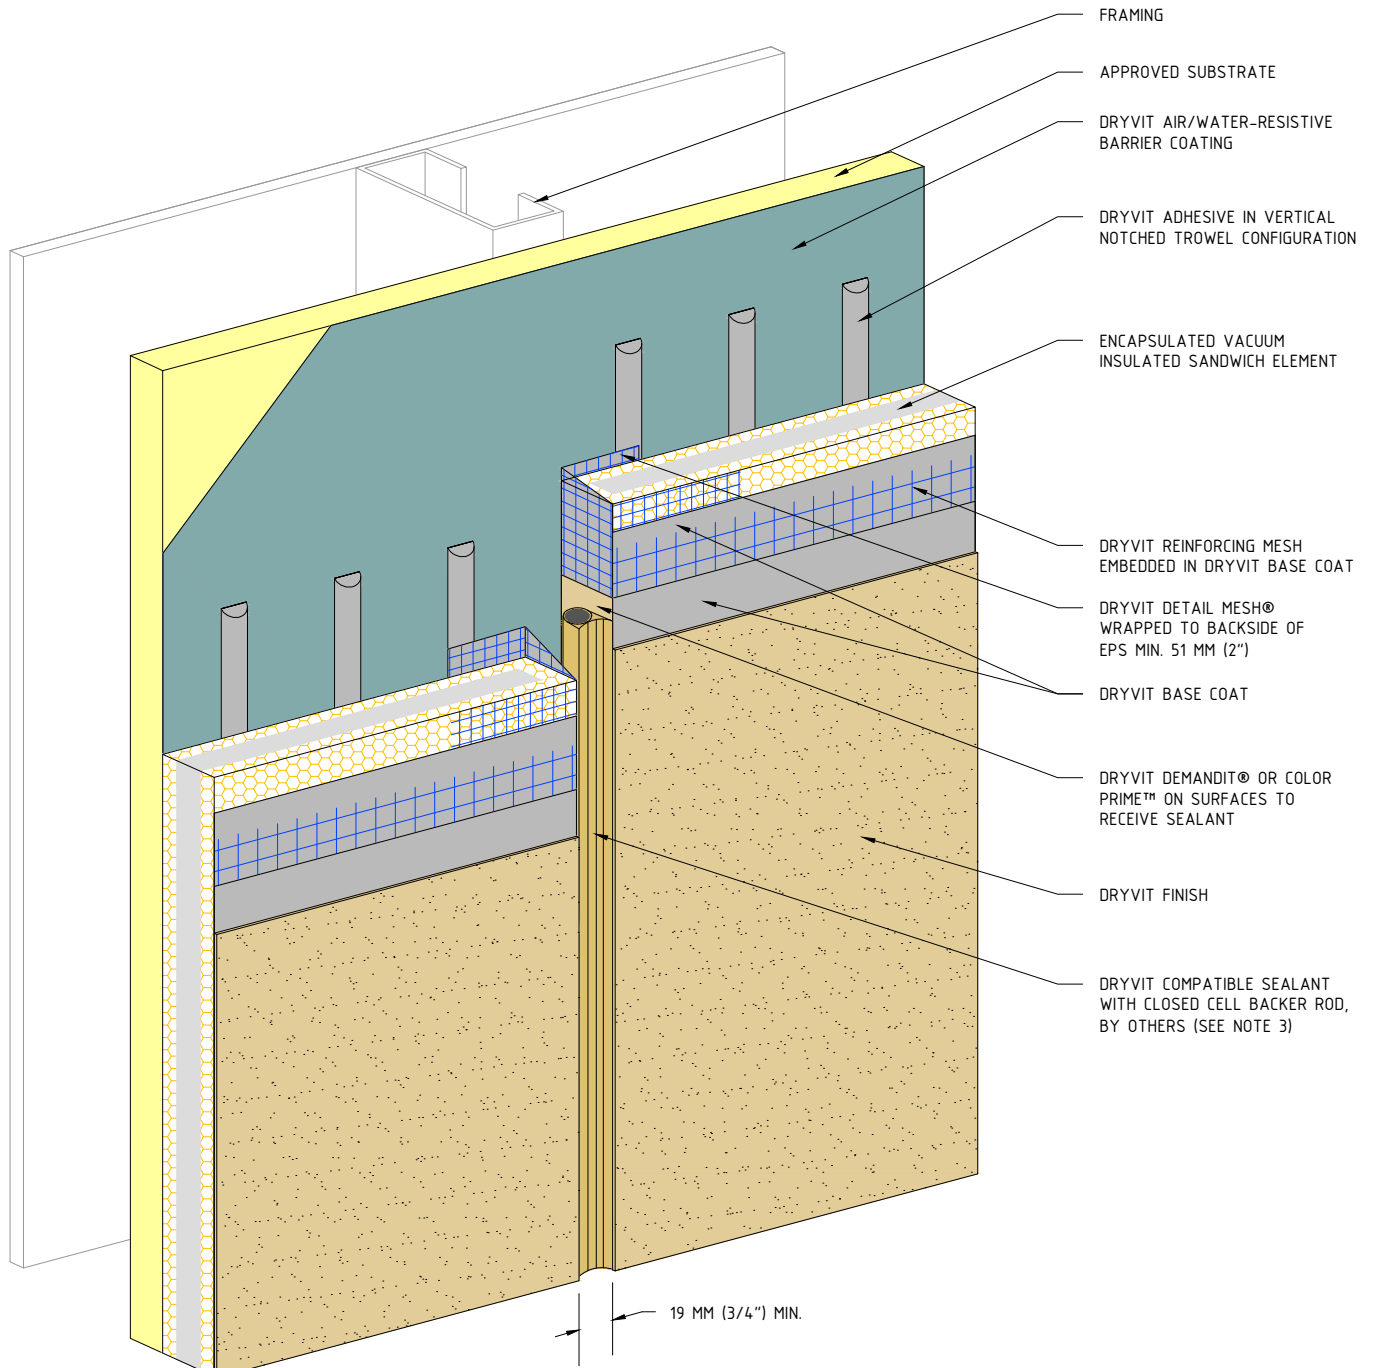 FRAMING
APPROVED SUBSTRATE
DRYVIT AIR/WATER-RESISTIVE
BARRIER COATING
DRYVIT ADHESIVE IN VERTICAL
NOTCHED TROWEL CONFIGURATION
ENCAPSULATED VACUUM
INSULATED SANDWICH ELEMENT
DRYVIT REINFORCING MESH
EMBEDDED IN DRYVIT BASE COAT
DRYVIT DETAIL MESH®
WRAPPED TO BACKSIDE OF
EPS MIN. 51 MM (2")
DRYVIT BASE COAT
DRYVIT DEMANDIT® OR COLOR
PRIME™ ON SURFACES TO
RECEIVE SEALANT
DRYVIT FINISH
DRYVIT COMPATIBLE SEALANT
WITH CLOSED CELL BACKER ROD,
BY OTHERS (SEE NOTE 3)
19 MM (3/4") MIN.